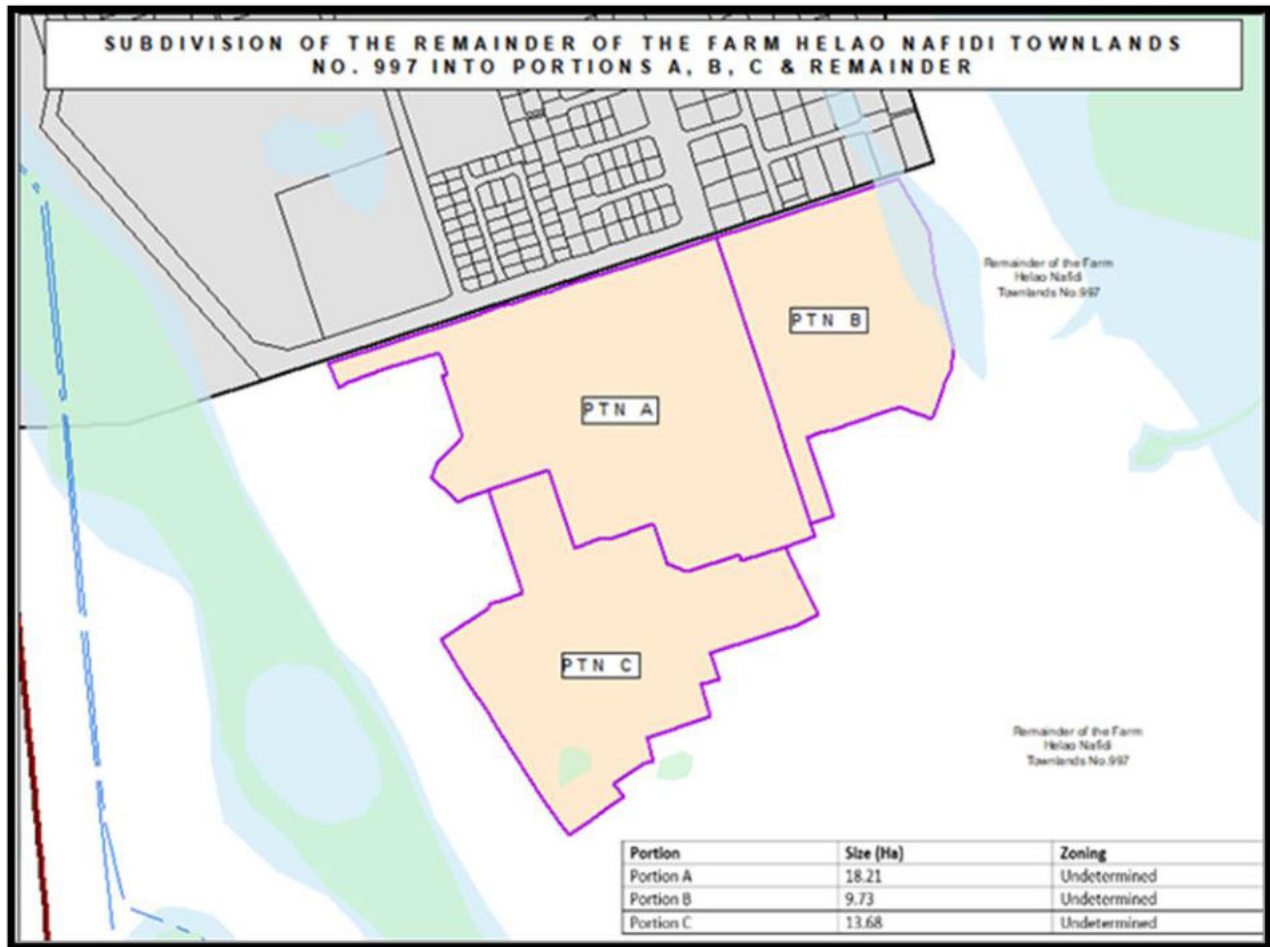 SUBDIVISION OF THE REMAINDER OF THE FARM HELAO NAFIDI TOWNLANDS
NO. 997 INTO PORTIONS A, B, C & REMAINDER
Remainder of the Farm
Helao Nafidi
Townlands No.997
PTN B
PTN A
PTN C
Remainder of the Farm
Helao Nafidi
Townlands No.997
Portion Size (Ha) Zoning
Portion A 18.21 Undetermined
Portion B 9.73 Undetermined
Portion C 13.68 Undetermined